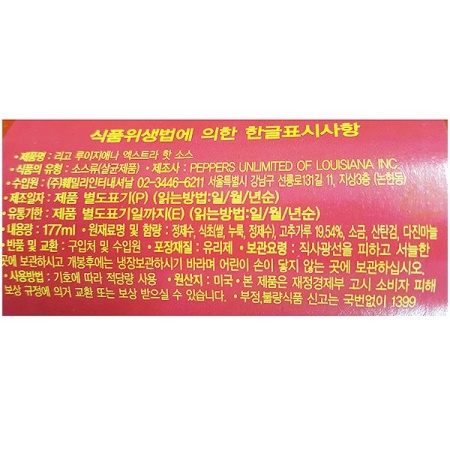 식품위생법에 의한 한글표시사항
• 제품명 : 리고 루이지애나 엑스트라 핫 소스
• 식품의 유형 : 소스류(살균제품) • 제조사 : PEPPERS UNLIMITED OF LOUISIANA INC.
• 수입원 : (주)훼밀리인터내셔날 02-3446-6211 서울특별시 강남구 선릉로131길 11, 지상3층 (논현동)
• 제조일자 : 제품 별도표기(P) (읽는방법:일/월/년순)
• 유통기한 : 제품 별도표기일까지(E) (읽는방법:일/월/년순)
• 내용량 : 177ml • 원재료명 및 함량 : 정제수, 식초(쌀, 누룩, 정제수), 고추가루 19.54%, 소금, 산탄검, 다진마늘
• 반품 및 교환 : 구입처 및 수입원 • 포장재질 : 유리제 • 보관요령 : 직사광선을 피하고 서늘한
곳에 보관하시고 개봉후에는 냉장보관하시기 바라며 어린이 손이 닿지 않는 곳에 보관하십시오.
• 사용방법 : 기호에 따라 적당량 사용 • 원산지 : 미국 • 본 제품은 재정경제부 고시 소비자 피해
보상 규정에 의거 교환 또는 보상 받으실 수 있습니다. • 부정,불량식품 신고는 국번없이 1399